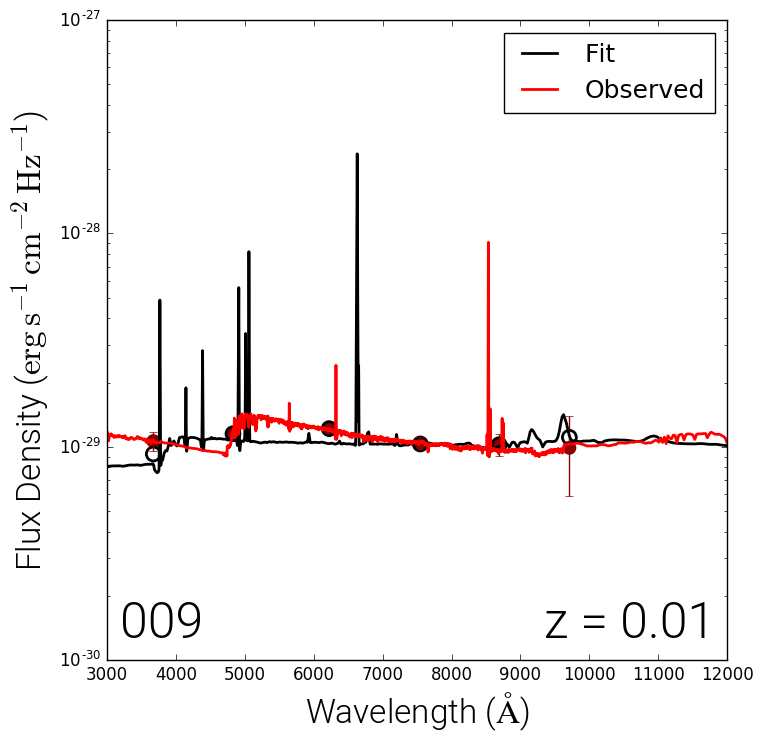 10^-27
Fit
Observed
10^-28
Flux Density (erg s^-1 cm^-2 Hz^-1)
10^-29
009
z = 0.01
10^-30
3000 4000 5000 6000 7000 8000 9000 10000 11000 12000
Wavelength (Å)